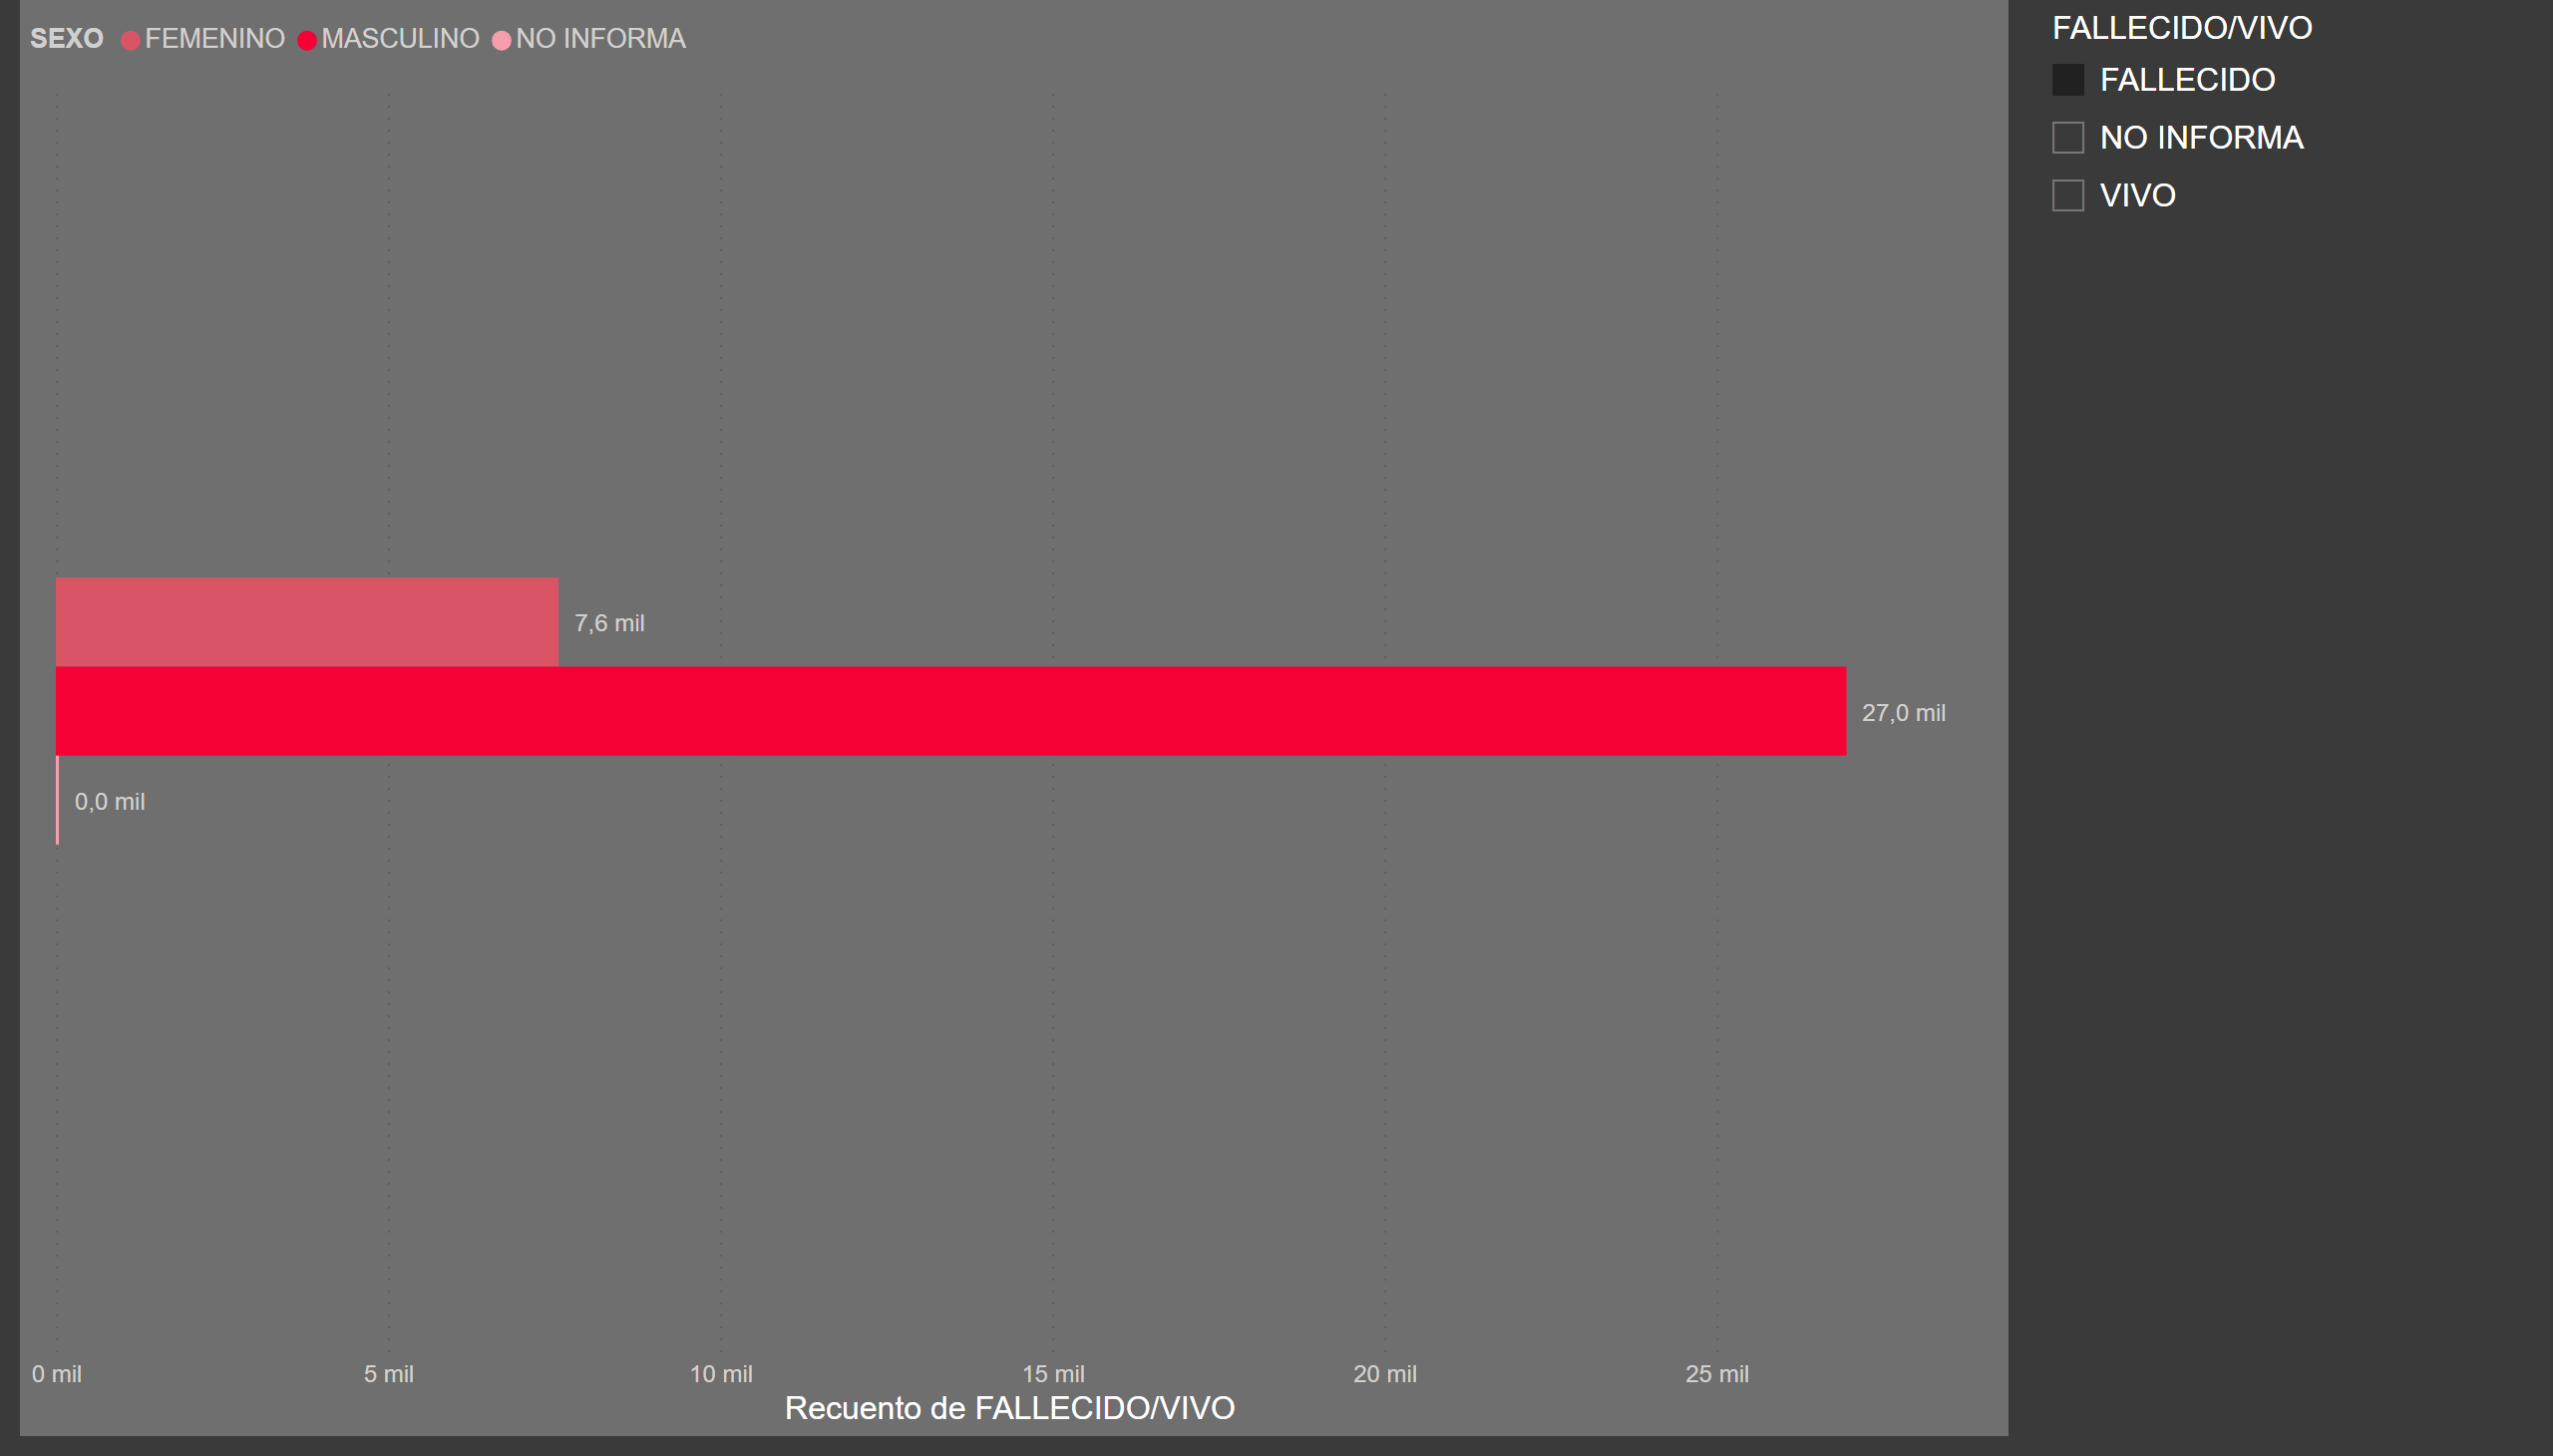 SEXO FEMENINO MASCULINO NO INFORMA
7,6 mil
27,0 mil
0,0 mil
0 mil 5 mil 10 mil 15 mil 20 mil 25 mil
Recuento de FALLECIDO/VIVO
FALLECIDO/VIVO
FALLECIDO
NO INFORMA
VIVO